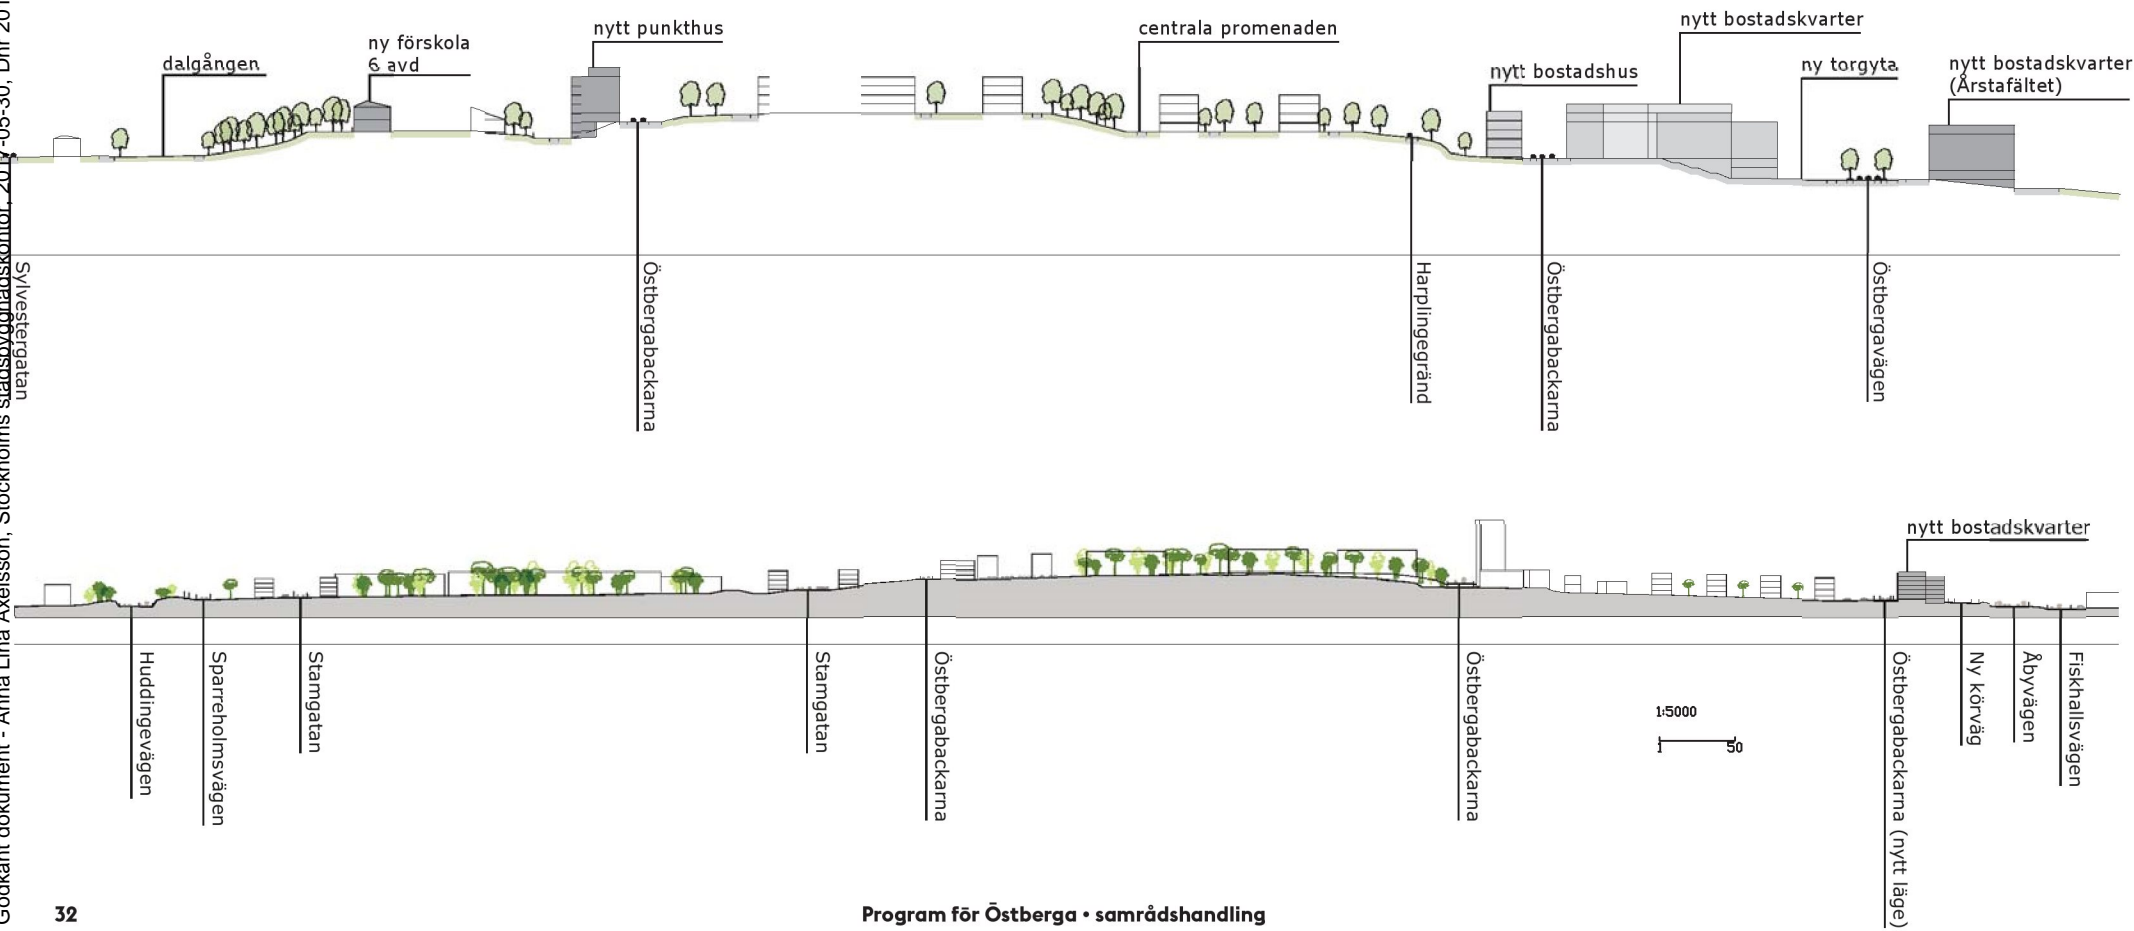 Godkänt dokument - Anna Lina Axelsson, Stockholms stadsbyggnadskontor, 2017-05-30, Dnr 201
dalgången
ny förskola
6 avd
nytt punkthus
centrala promenaden
nytt bostadshus
nytt bostadskvarter
ny torgyta
nytt bostadskvarter
(Årstafältet)
Sylvestergatan
Östbergabackarna
Harplingegränd
Östbergabackarna
Östbergavägen
nytt bostadskvarter
Huddingevägen
Sparreholmsvägen
Stamgatan
Stamgatan
Östbergabackarna
Östbergabackarna
Östbergabackarna (nytt läge)
Ny körväg
Åbyvägen
Fiskhallsvägen
1:5000
1 50
32
Program för Östberga • samrådshandling